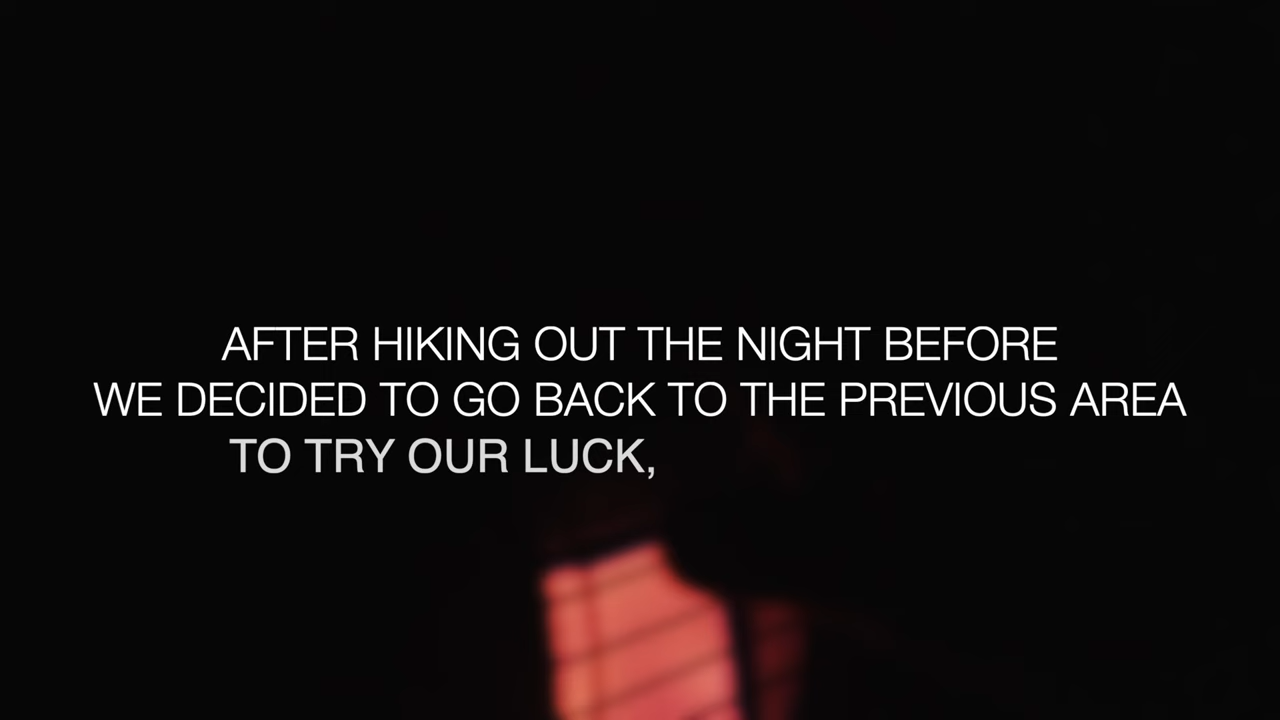 AFTER HIKING OUT THE NIGHT BEFORE
WE DECIDED TO GO BACK TO THE PREVIOUS AREA
TO TRY OUR LUCK,